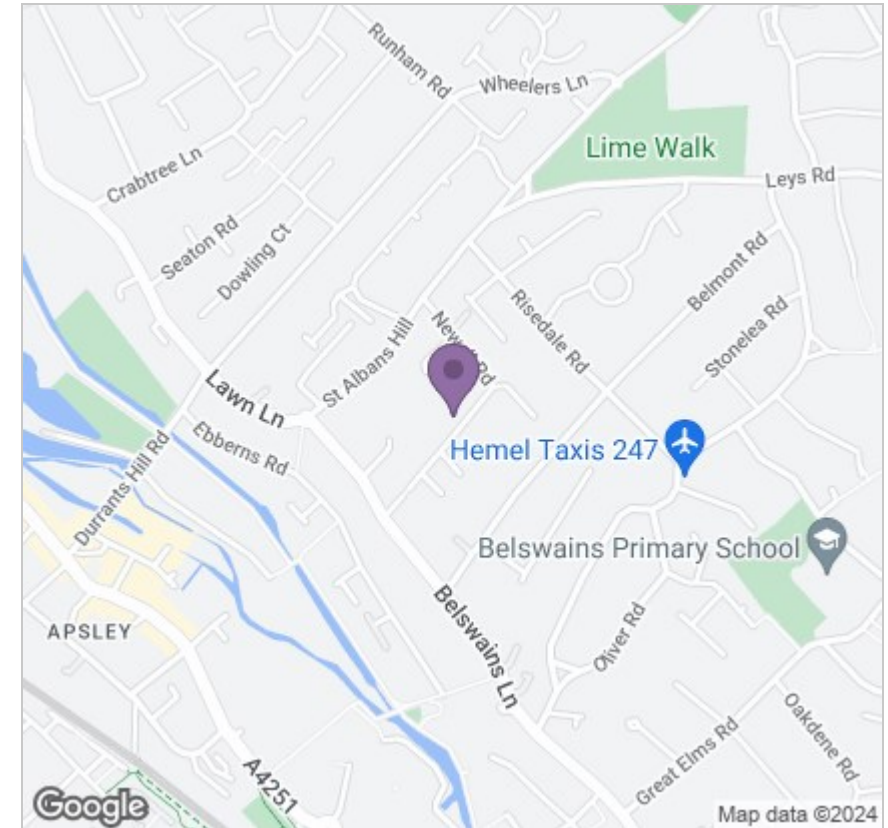 Runham Rd
Wheelers Ln
Lime Walk
Crabtree Ln
Leys Rd
Seaton Rd
Dowling Ct
Belmont Rd
Risedale Rd
Stonelea Rd
St Albans Hill
Lawn Ln
Ebberns Rd
Hemel Taxis 247
Durrants Hill Rd
Belswains Primary School
Belswains Ln
APSLEY
Oliver Rd
A4251
Great Elms Rd
Oakdene Rd
Google
Map data ©2024